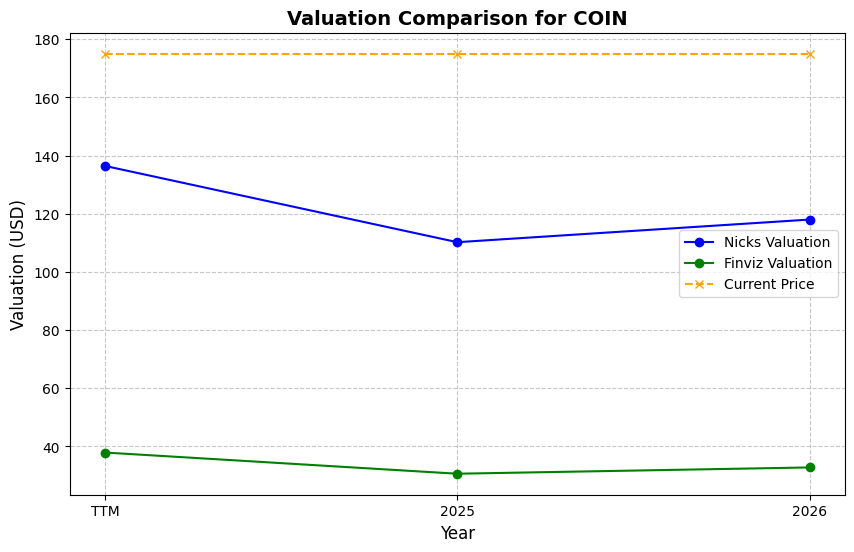 Valuation Comparison for COIN
Valuation (USD)
180
160
140
120
100
80
60
40
Nicks Valuation
Finviz Valuation
Current Price
TTM
2025
2026
Year